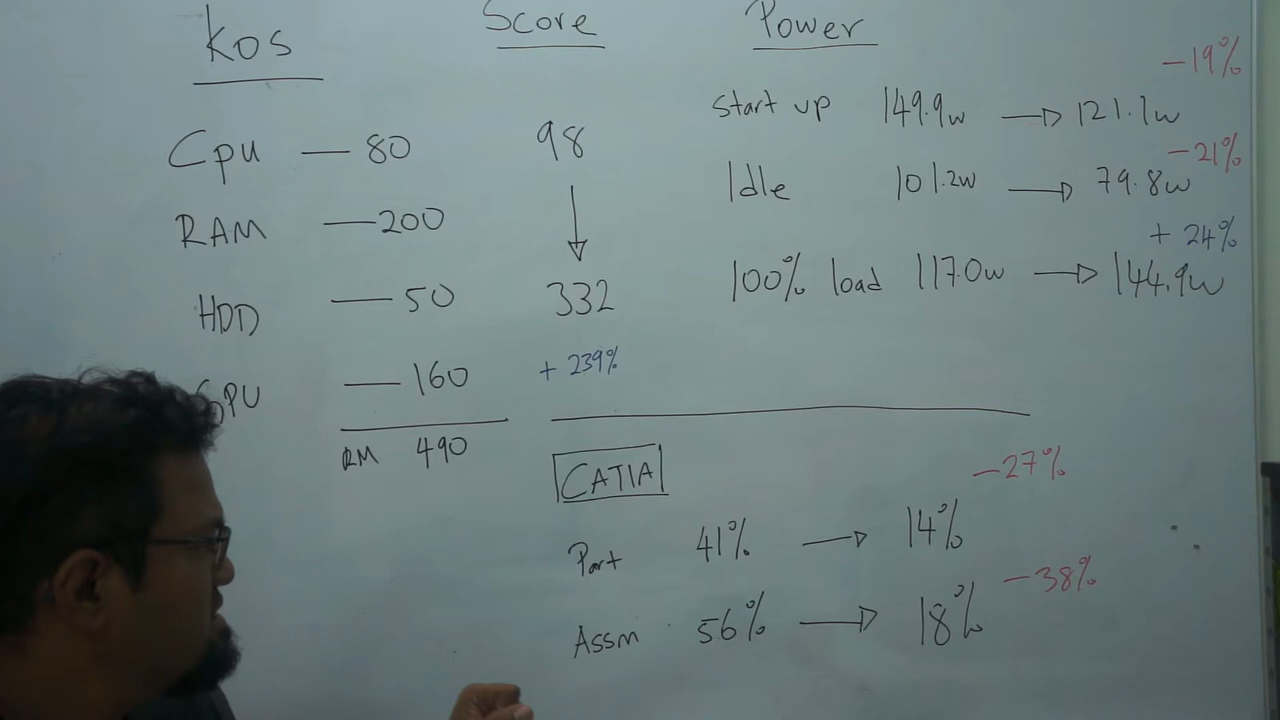 Kos
Cpu — 80
RAM — 200
HDD — 50
GPU — 160
RM 490
Score
98
↓
332
+ 239%
Power
-19%
Start up 149.9w → 121.1w
-21%
Idle 101.2w → 79.8w
+ 24%
100% load 117.0w → 144.9w
CATIA
-27%
Part 41% → 14%
-38%
Assm 56% → 18%